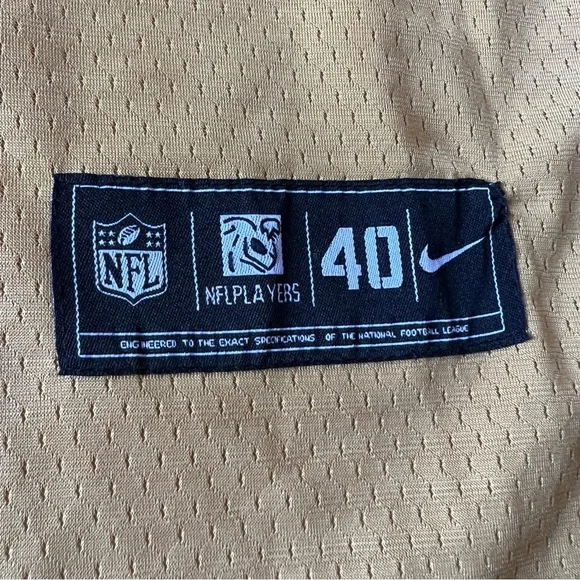 NFL
NFLPLAYERS
40
ENGINEERED TO THE EXACT SPECIFICATIONS OF THE NATIONAL FOOTBALL LEAGUE